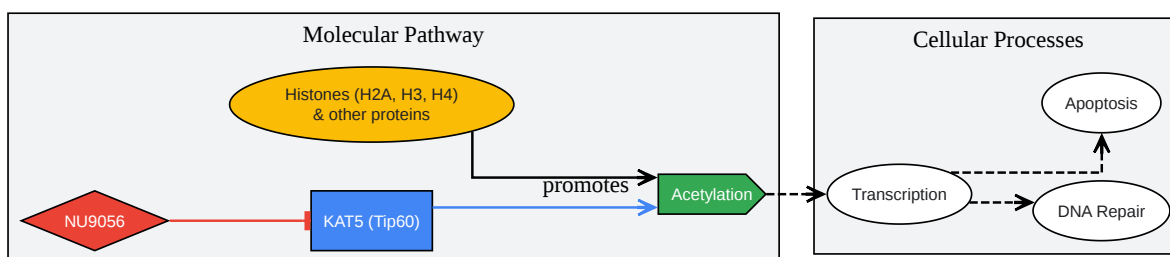 Molecular Pathway
Histones (H2A, H3, H4)
& other proteins
NU9056
KAT5 (Tip60)
promotes
Acetylation
Cellular Processes
Apoptosis
Transcription
DNA Repair